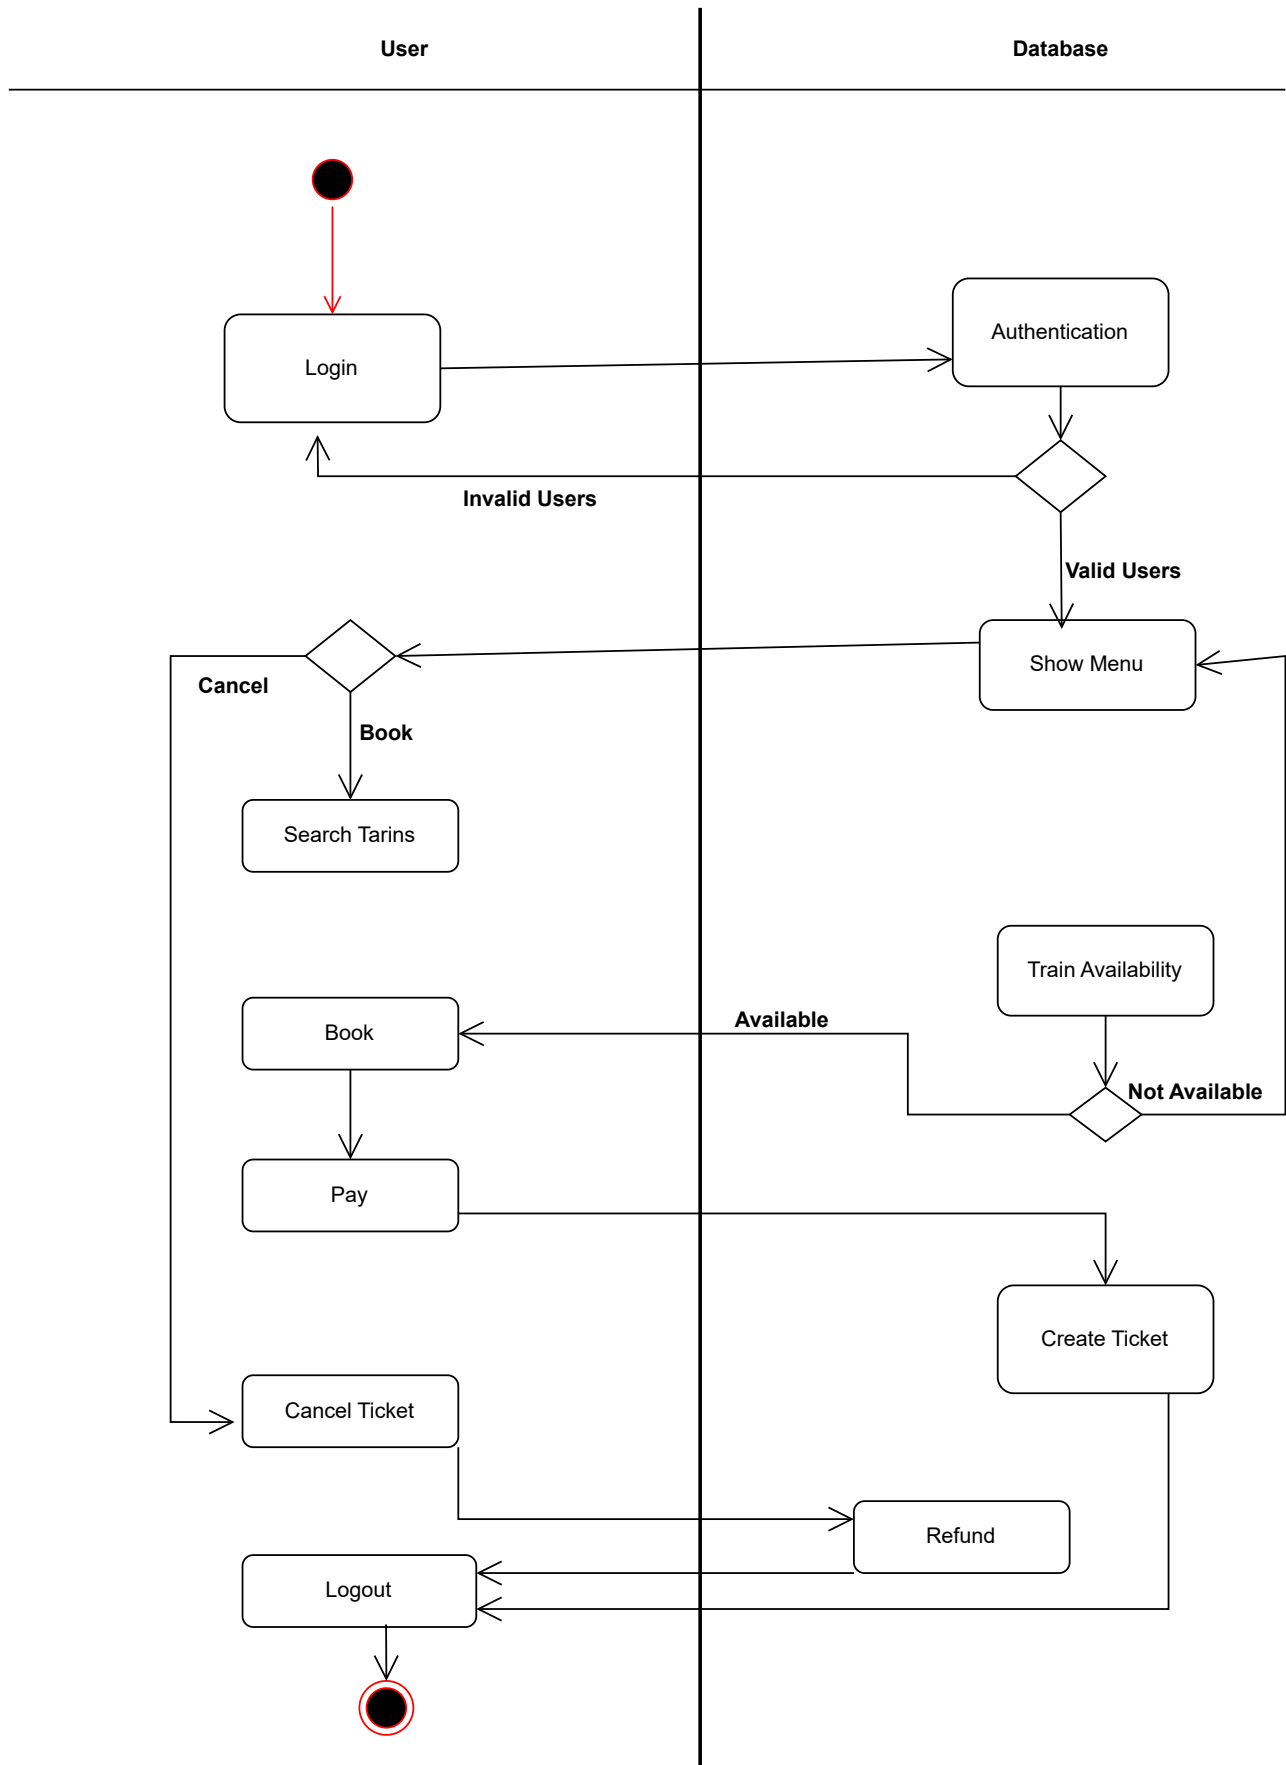 User
Database
Login
Authentication
Invalid Users
Valid Users
Show Menu
Cancel
Book
Search Tarins
Train Availability
Available
Book
Not Available
Pay
Create Ticket
Cancel Ticket
Refund
Logout